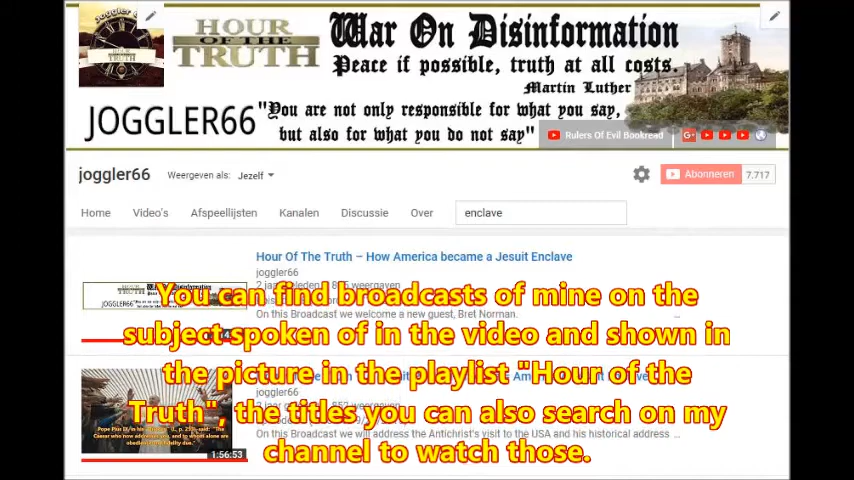 joggler
HOUR
OF THE
TRUTH
War On Disinformation
Peace if possible, truth at all costs.
Martin Luther
JOGGLER66
"You are not only responsible for what you say,
but also for what you do not say"
Rulers Of Evil Bookread
joggler66
Weergeven als: Jezelf
Abonneren 7.717
Home Video's Afspeellijsten Kanalen Discussie Over
enclave
Hour Of The Truth – How America became a Jesuit Enclave
joggler66
On this Broadcast we welcome a new guest, Bret Norman.
You can find broadcasts of mine on the
subject spoken of in the video and shown in
the picture in the playlist "Hour of the
Truth" the titles you can also search on my
channel to watch those.
joggler66
On this Broadcast we will address the Antichrist's visit to the USA and his historical address ...
1:56:53